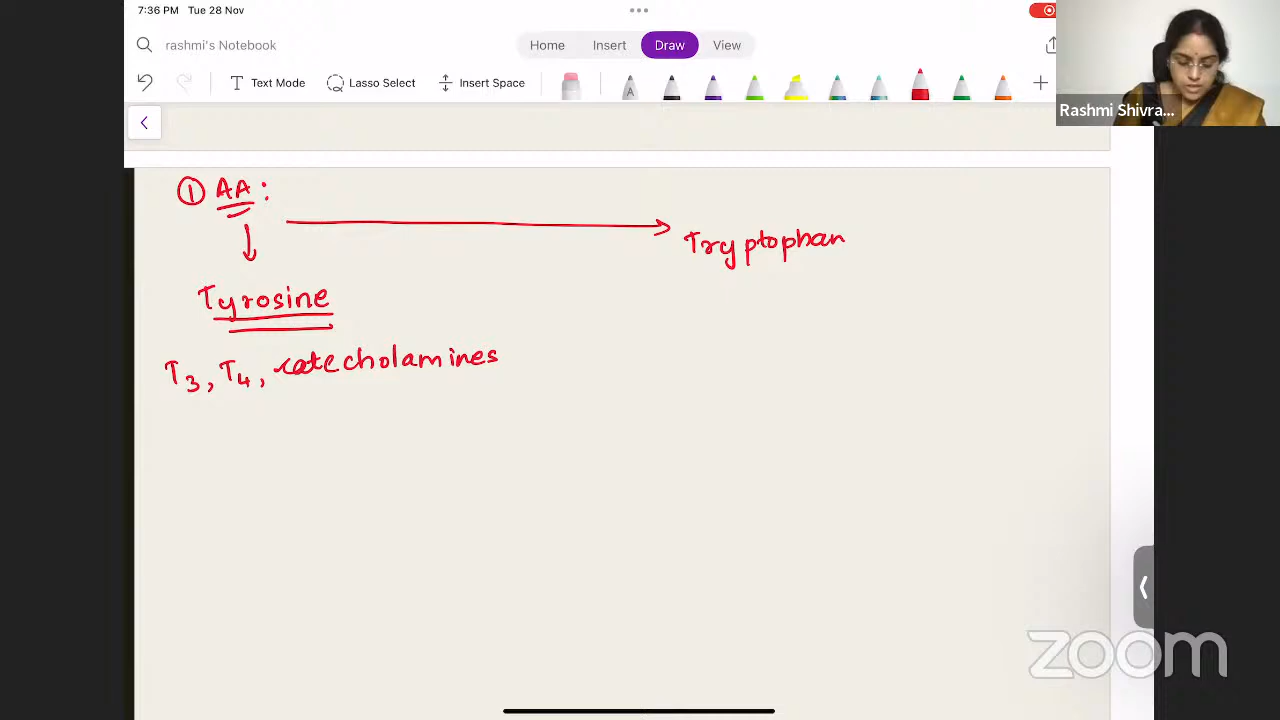 7:36 PM Tue 28 Nov
rashmi's Notebook
Home Insert Draw View
Text Mode Lasso Select Insert Space
A
Rashmi Shivra...
① AA:
Tryptophan
Tyrosine
T3, T4, catecholamines
zoom